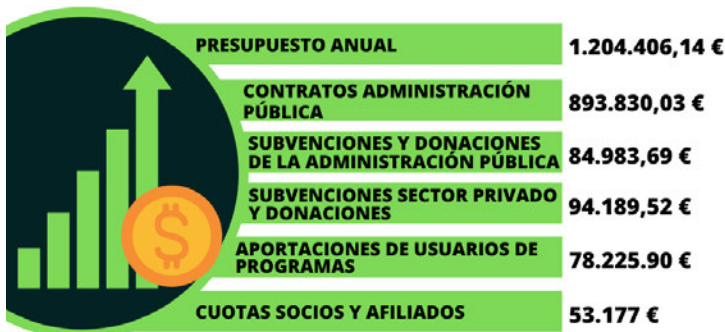 PRESUPUESTO ANUAL 1.204.406,14 €
CONTRATOS ADMINISTRACIÓN
PÚBLICA 893.830,03 €
SUBVENCIONES Y DONACIONES
DE LA ADMINISTRACIÓN PÚBLICA 84.983,69 €
SUBVENCIONES SECTOR PRIVADO
Y DONACIONES 94.189,52 €
APORTACIONES DE USUARIOS DE
PROGRAMAS 78.225.90 €
CUOTAS SOCIOS Y AFILIADOS 53.177 €
$